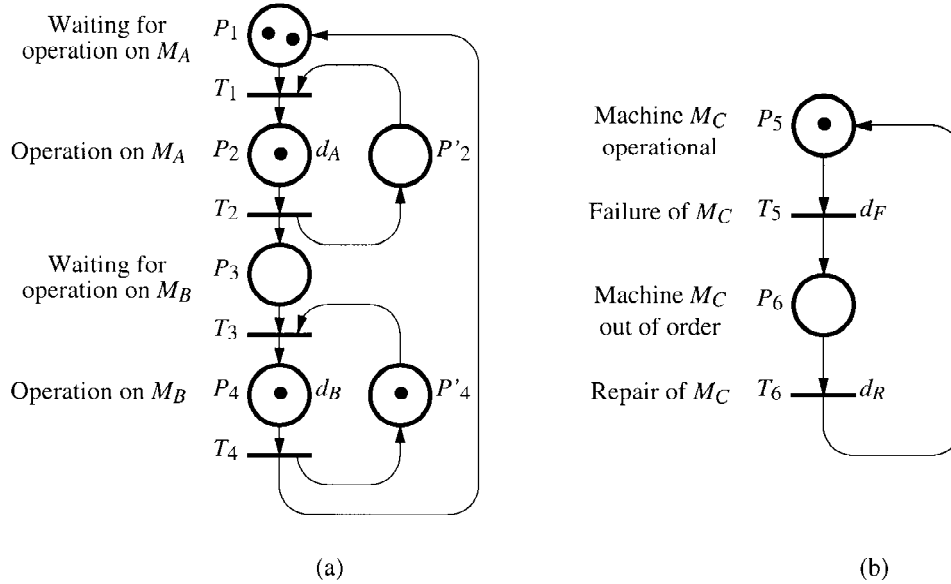 Waiting for
operation on M_A
P_1
T_1
Operation on M_A
P_2
d_A
P'_2
T_2
Waiting for
operation on M_B
P_3
T_3
Operation on M_B
P_4
d_B
P'_4
T_4
(a)
Machine M_C
operational
P_5
Failure of M_C
T_5
d_F
Machine M_C
out of order
P_6
Repair of M_C
T_6
d_R
(b)